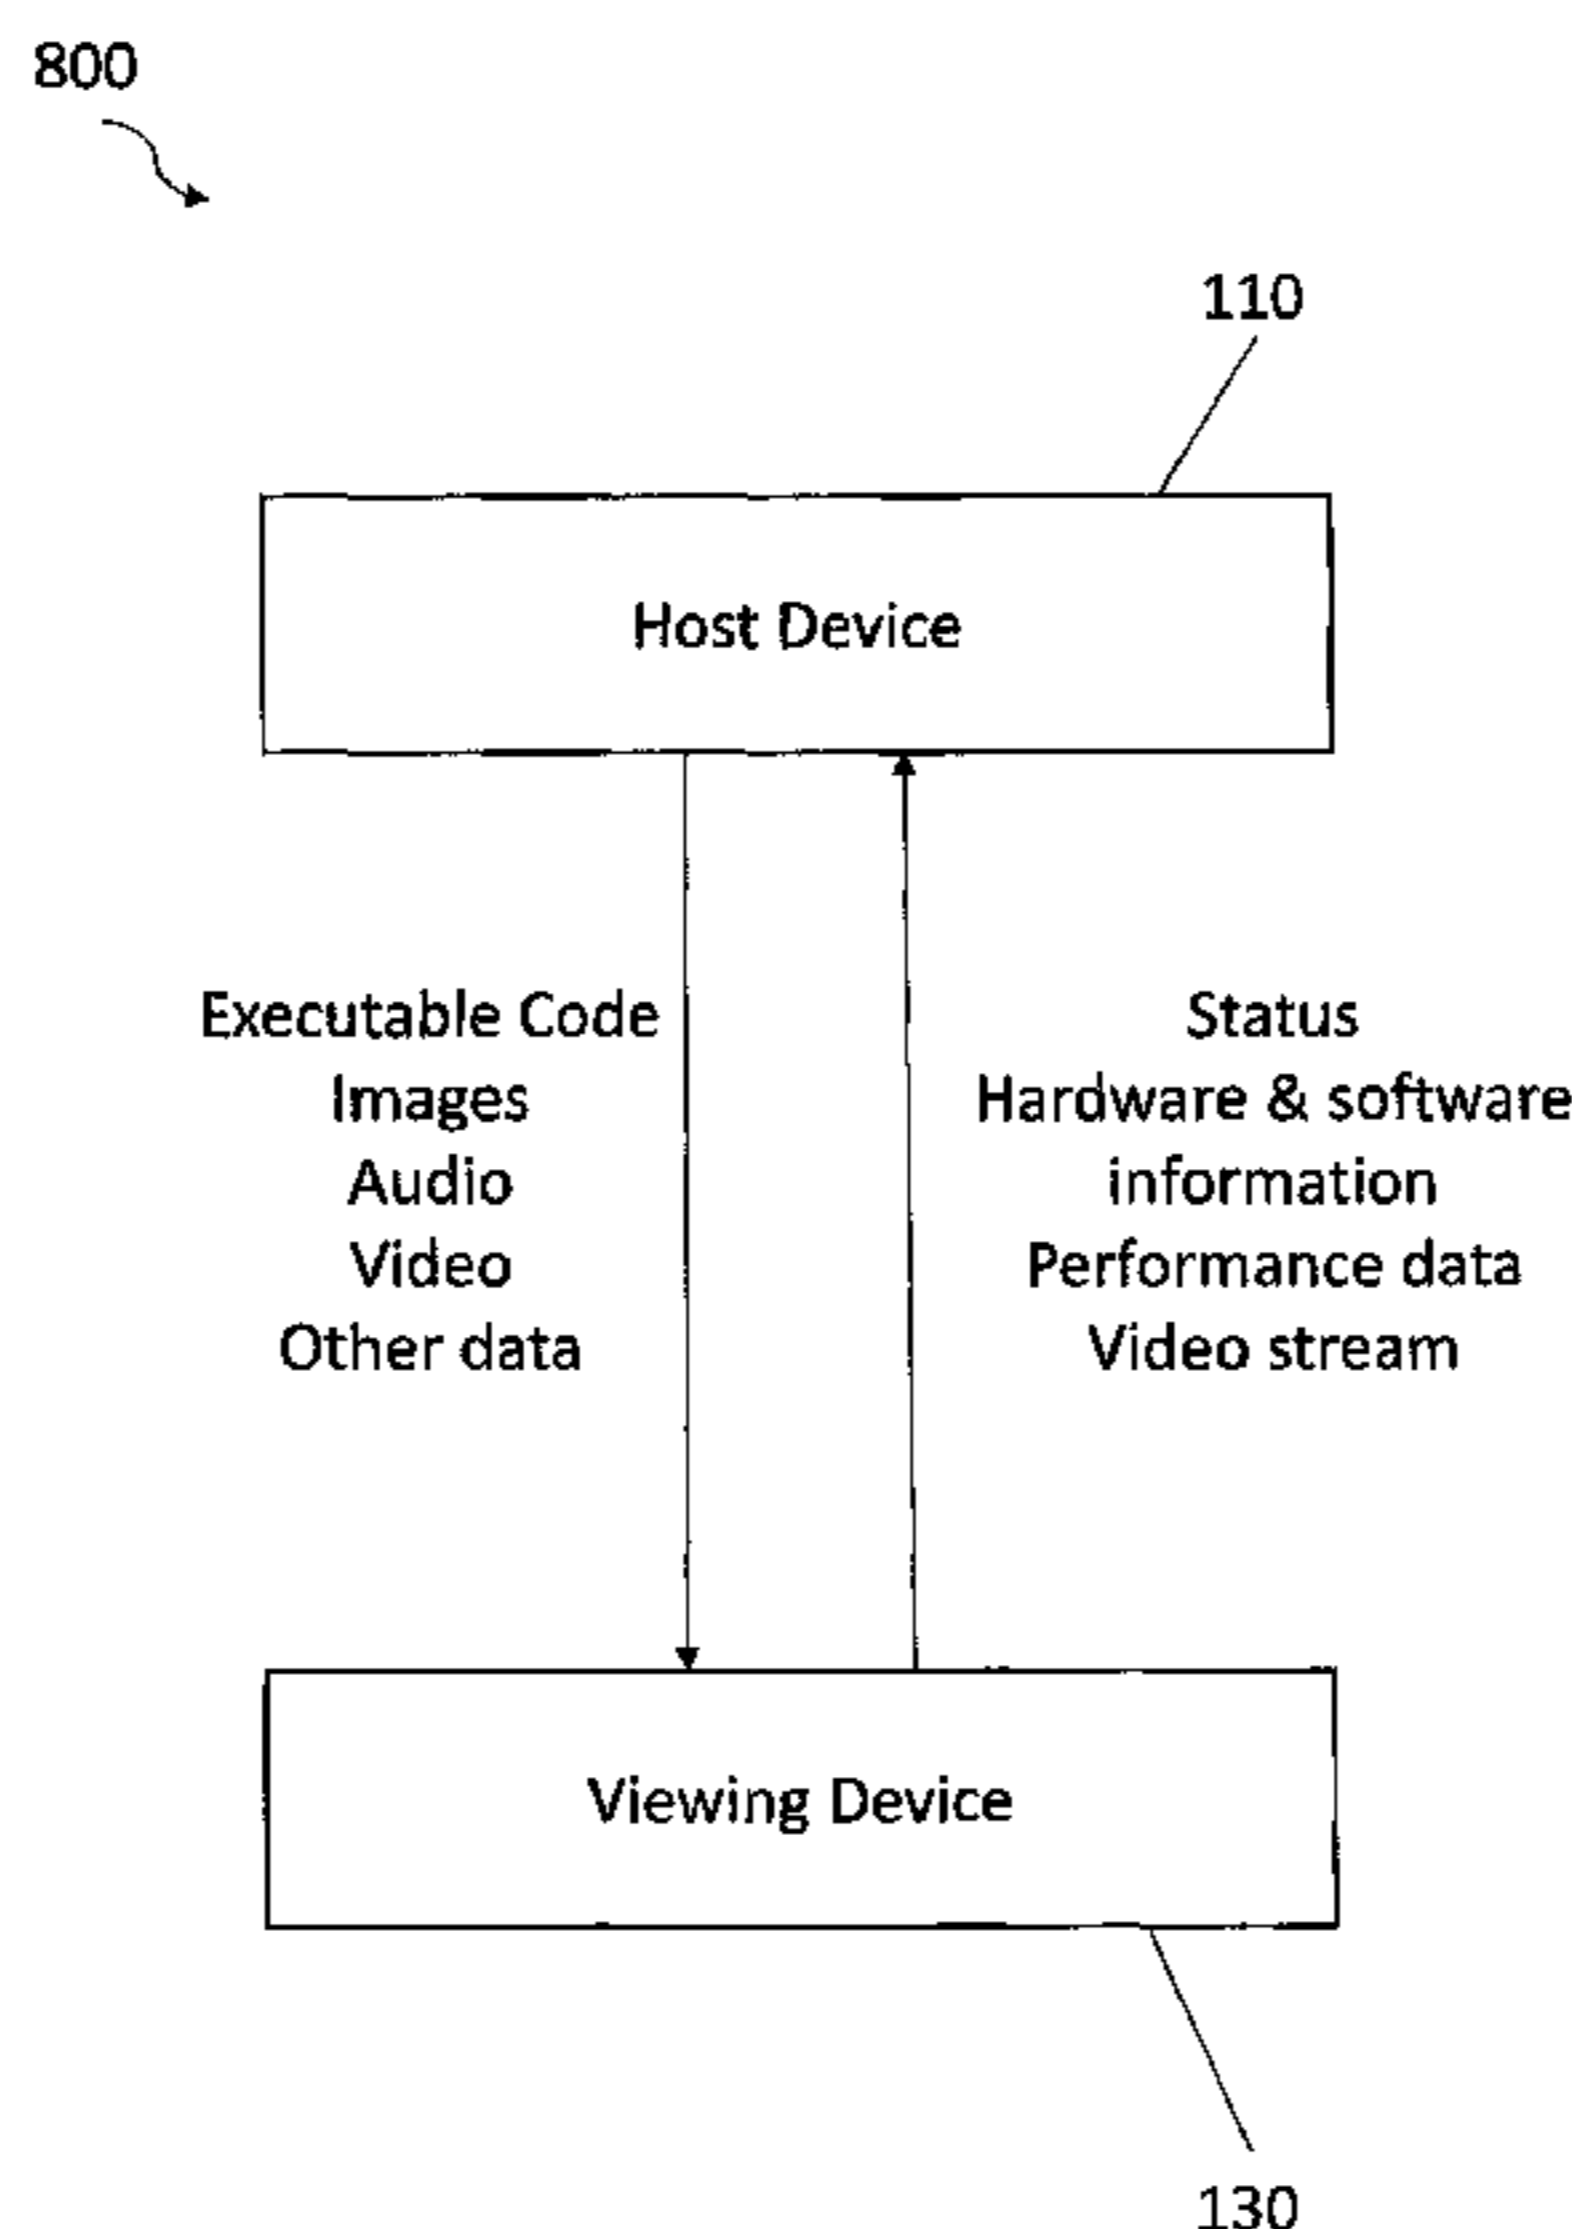 800
110
Host Device
Executable Code
Images
Audio
Video
Other data
Status
Hardware & software
information
Performance data
Video stream
Viewing Device
130